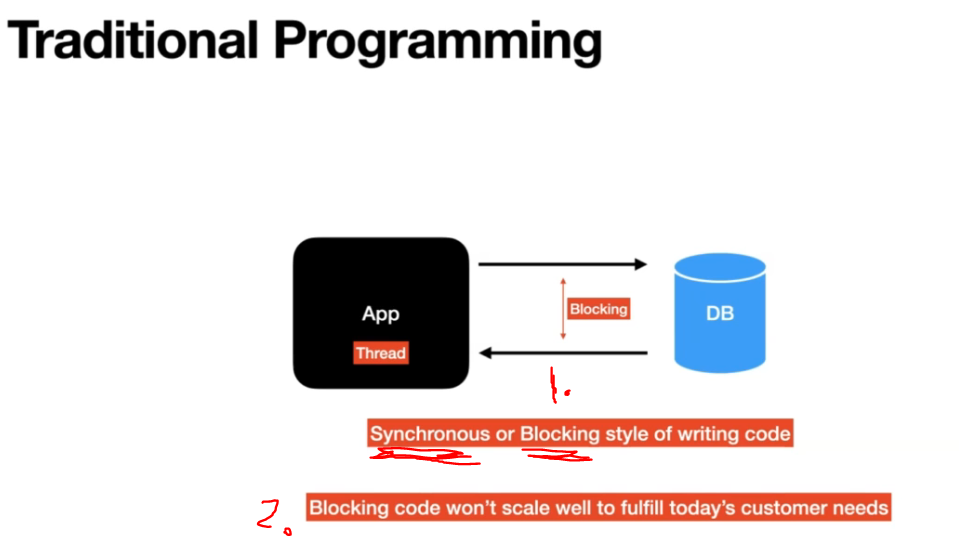 Traditional Programming
Blocking
App
DB
Thread
1.
Synchronous or Blocking style of writing code
2.
Blocking code won't scale well to fulfill today's customer needs